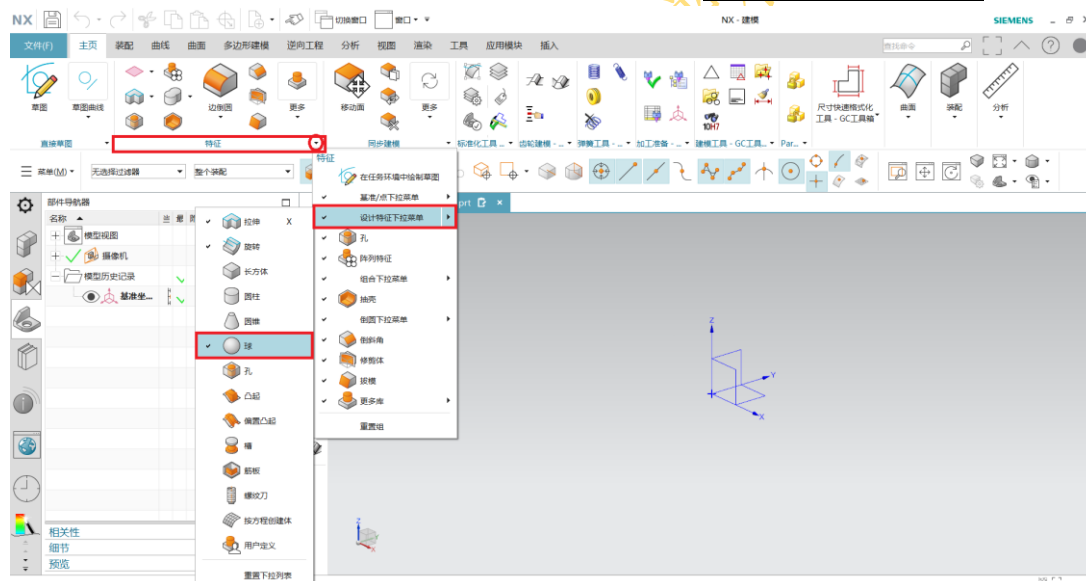 NX
切换窗口
窗口
NX - 建模
SIEMENS
文件(F)
主页
装配
曲线
曲面
多边形建模
逆向工程
分析
视图
渲染
工具
应用模块
插入
查找命令
草图
草图曲线
边倒圆
更多
移动面
更多
10H7
尺寸快速格式化
工具 - GC工具箱
曲面
装配
分析
直接草图
特征
同步建模
标准化工具 ...
齿轮建模 - ...
弹簧工具 - ...
加工准备 - ...
建模工具 - GC工具...
Par...
菜单(M)
无选择过滤器
整个装配
部件导航器
名称
模型视图
摄像机
模型历史记录
基准坐...
相关性
细节
预览
拉伸 X
旋转
长方体
圆柱
圆锥
球
孔
凸起
偏置凸起
槽
筋板
螺纹刀
按方程创建体
用户定义
重置下拉列表
特征
在任务环境中绘制草图
基准/点下拉菜单
设计特征下拉菜单
孔
阵列特征
组合下拉菜单
抽壳
倒圆下拉菜单
倒斜角
修剪体
拔模
更多库
重置组
prt
Z
Y
X
Z
X